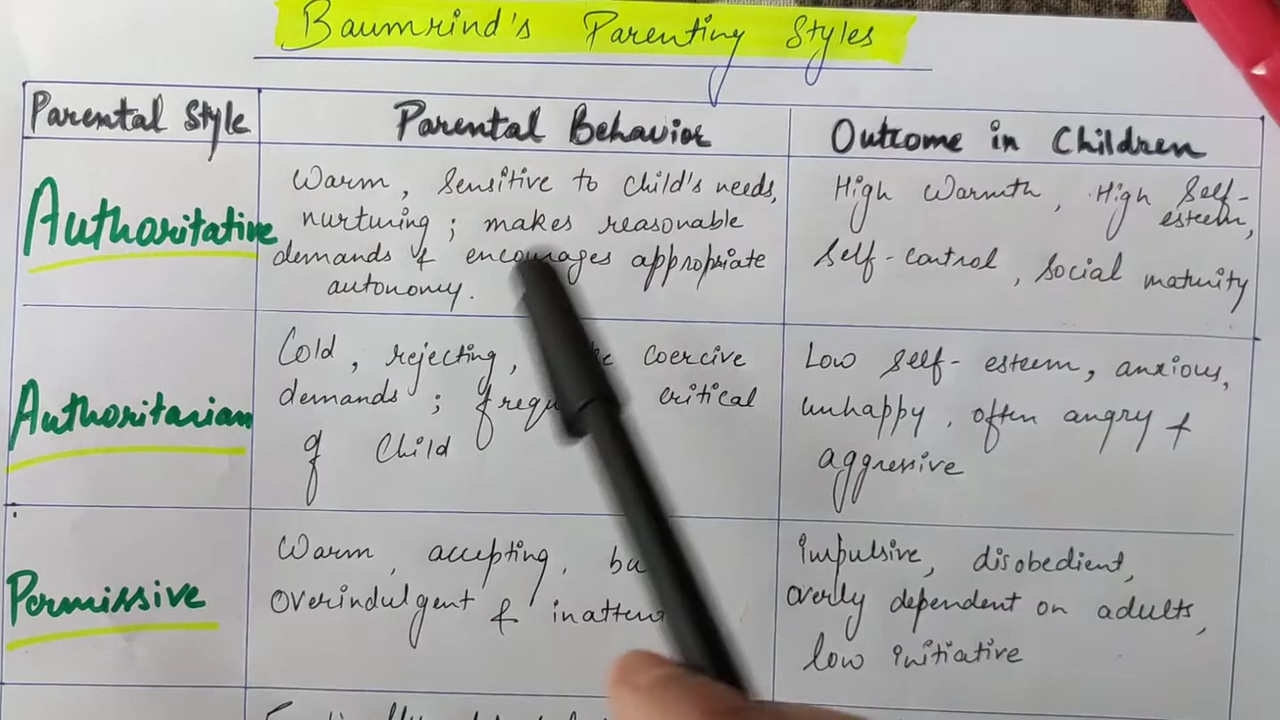 Baumrind's Parenting Styles
Parental Style
Parental Behavior
Outcome in Children
Authoritative
Warm, Sensitive to Child's needs,
nurturing; makes reasonable
demands & encourages appropriate
autonomy.
High Warmth, High Self-
esteem,
Self-control, Social maturity
Authoritarian
Cold, rejecting, coercive
demands; critical
of Child
Low Self-esteem, anxious,
unhappy, often angry &
aggressive
Permissive
Warm, accepting,
Overindulgent &
Impulsive, disobedient,
overly dependent on adults,
low initiative